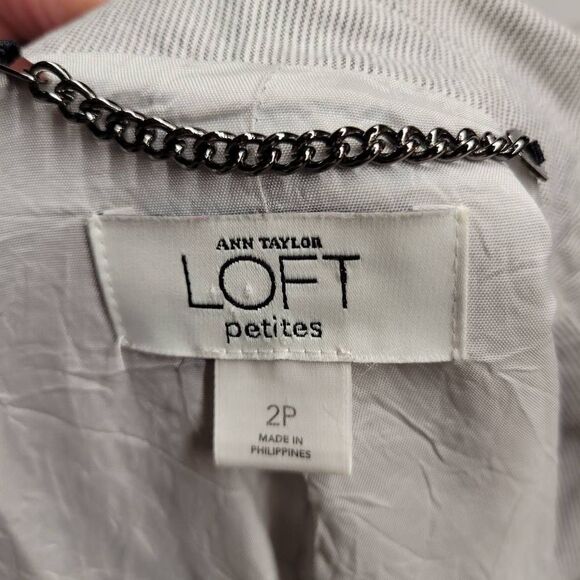 ANN TAYLOR
LOFT
petites
2P
MADE IN
PHILIPPINES